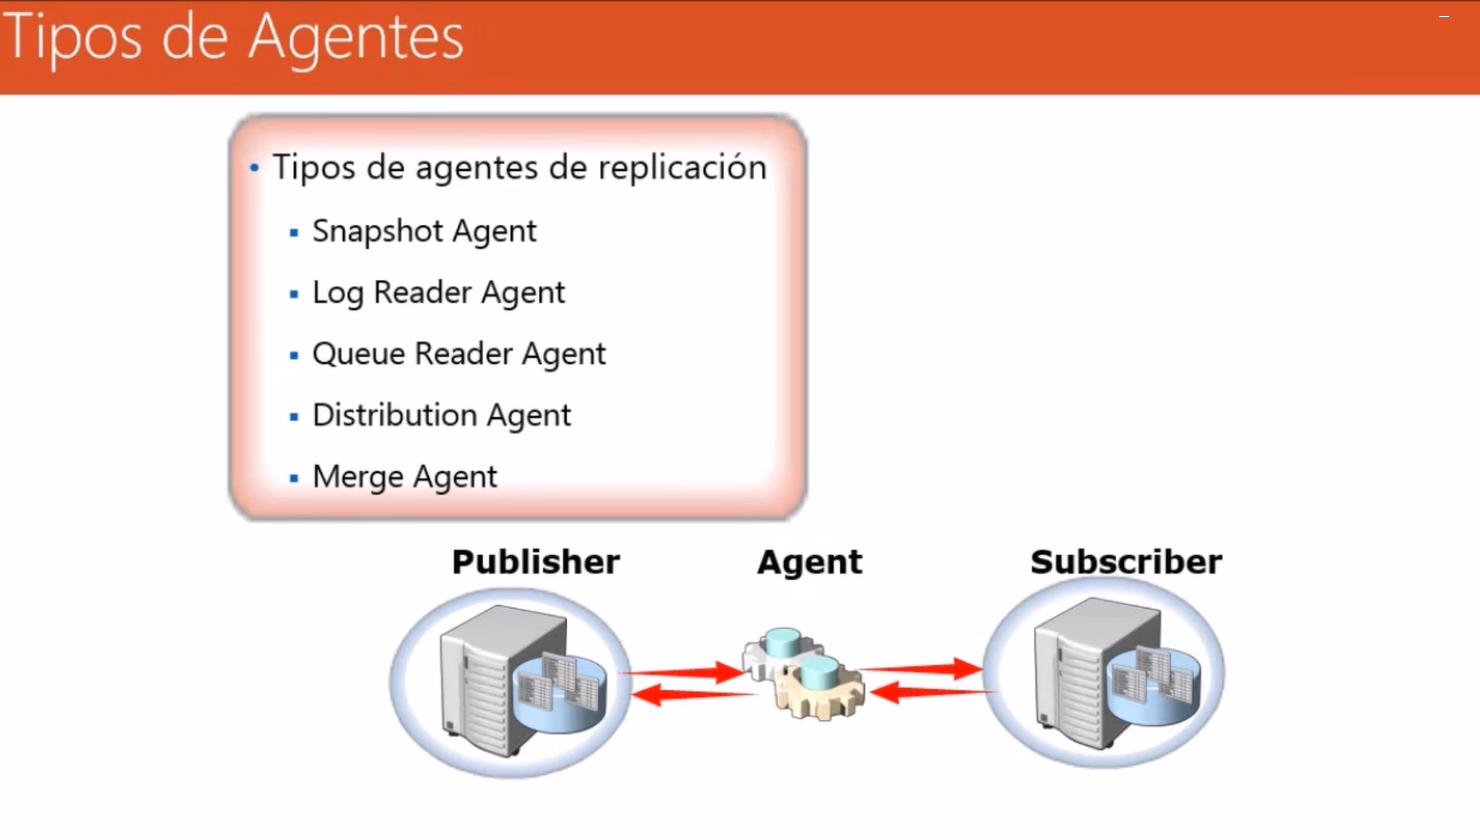 Tipos de Agentes
• Tipos de agentes de replicación
▪ Snapshot Agent
▪ Log Reader Agent
▪ Queue Reader Agent
▪ Distribution Agent
▪ Merge Agent
Publisher Agent Subscriber